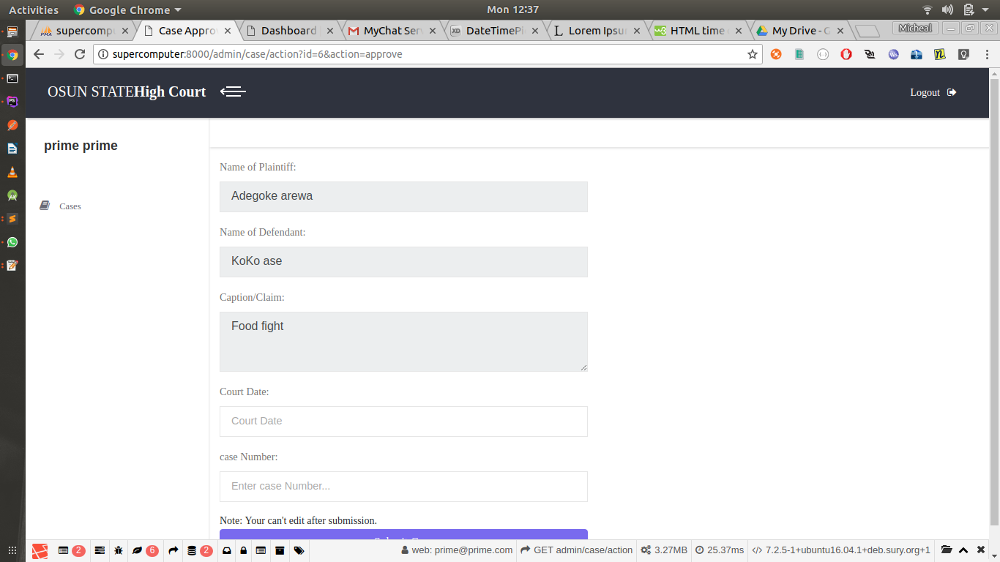 Activities Google Chrome Mon 12:37
supercompu Case Appro Dashboard MyChat Ser DateTimePi Lorem Ipsu HTML time My Drive - Micheal
supercomputer:8000/admin/case/action?id=6&action=approve
OSUN STATEHigh Court Logout
prime prime
Cases
Name of Plaintiff:
Adegoke arewa
Name of Defendant:
KoKo ase
Caption/Claim:
Food fight
Court Date:
Court Date
case Number:
Enter case Number...
Note: Your can't edit after submission.
2 6 2 web: prime@prime.com GET admin/case/action 3.27MB 25.37ms 7.2.5-1+ubuntu16.04.1+deb.sury.org+1